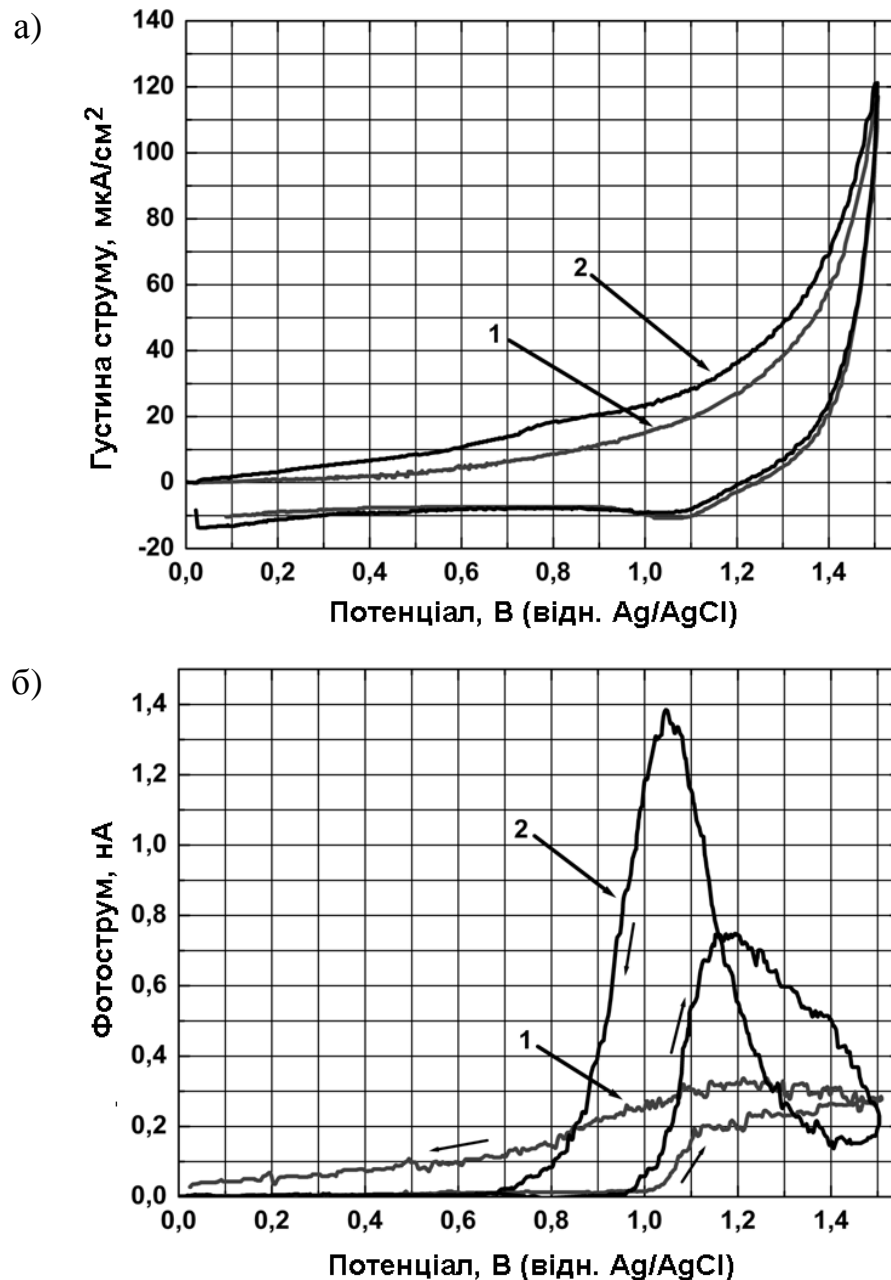 а)
Густина струму, мкА/см²
140
120
100
80
60
40
20
0
-20
2
1
0,0 0,2 0,4 0,6 0,8 1,0 1,2 1,4
Потенціал, В (відн. Ag/AgCl)
б)
Фотострум, нА
1,4
1,2
1,0
0,8
0,6
0,4
0,2
0,0
2
1
0,0 0,2 0,4 0,6 0,8 1,0 1,2 1,4
Потенціал, В (відн. Ag/AgCl)